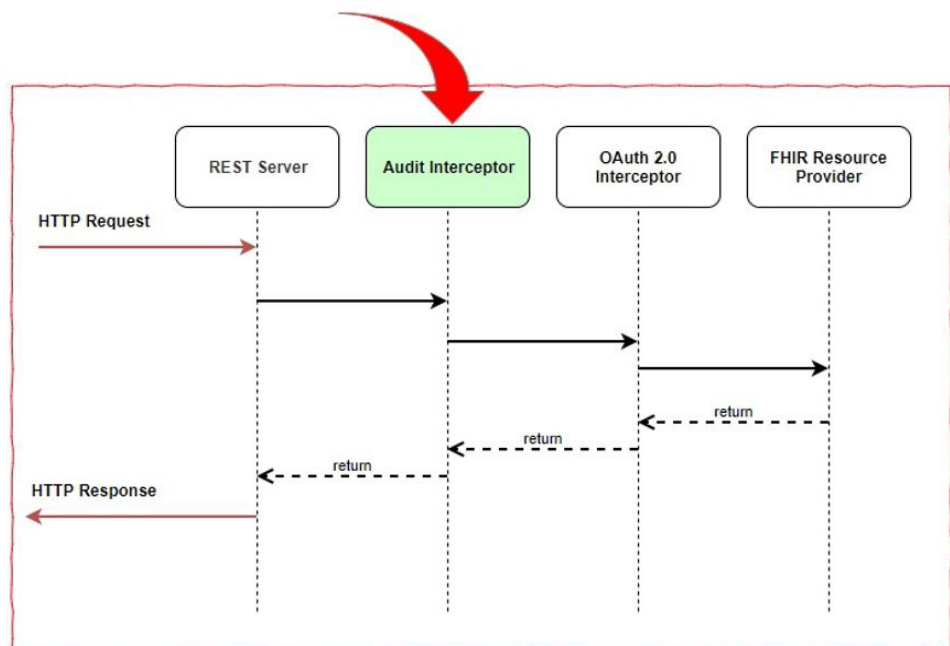 REST Server
Audit Interceptor
OAuth 2.0
Interceptor
FHIR Resource
Provider
HTTP Request
return
return
return
HTTP Response